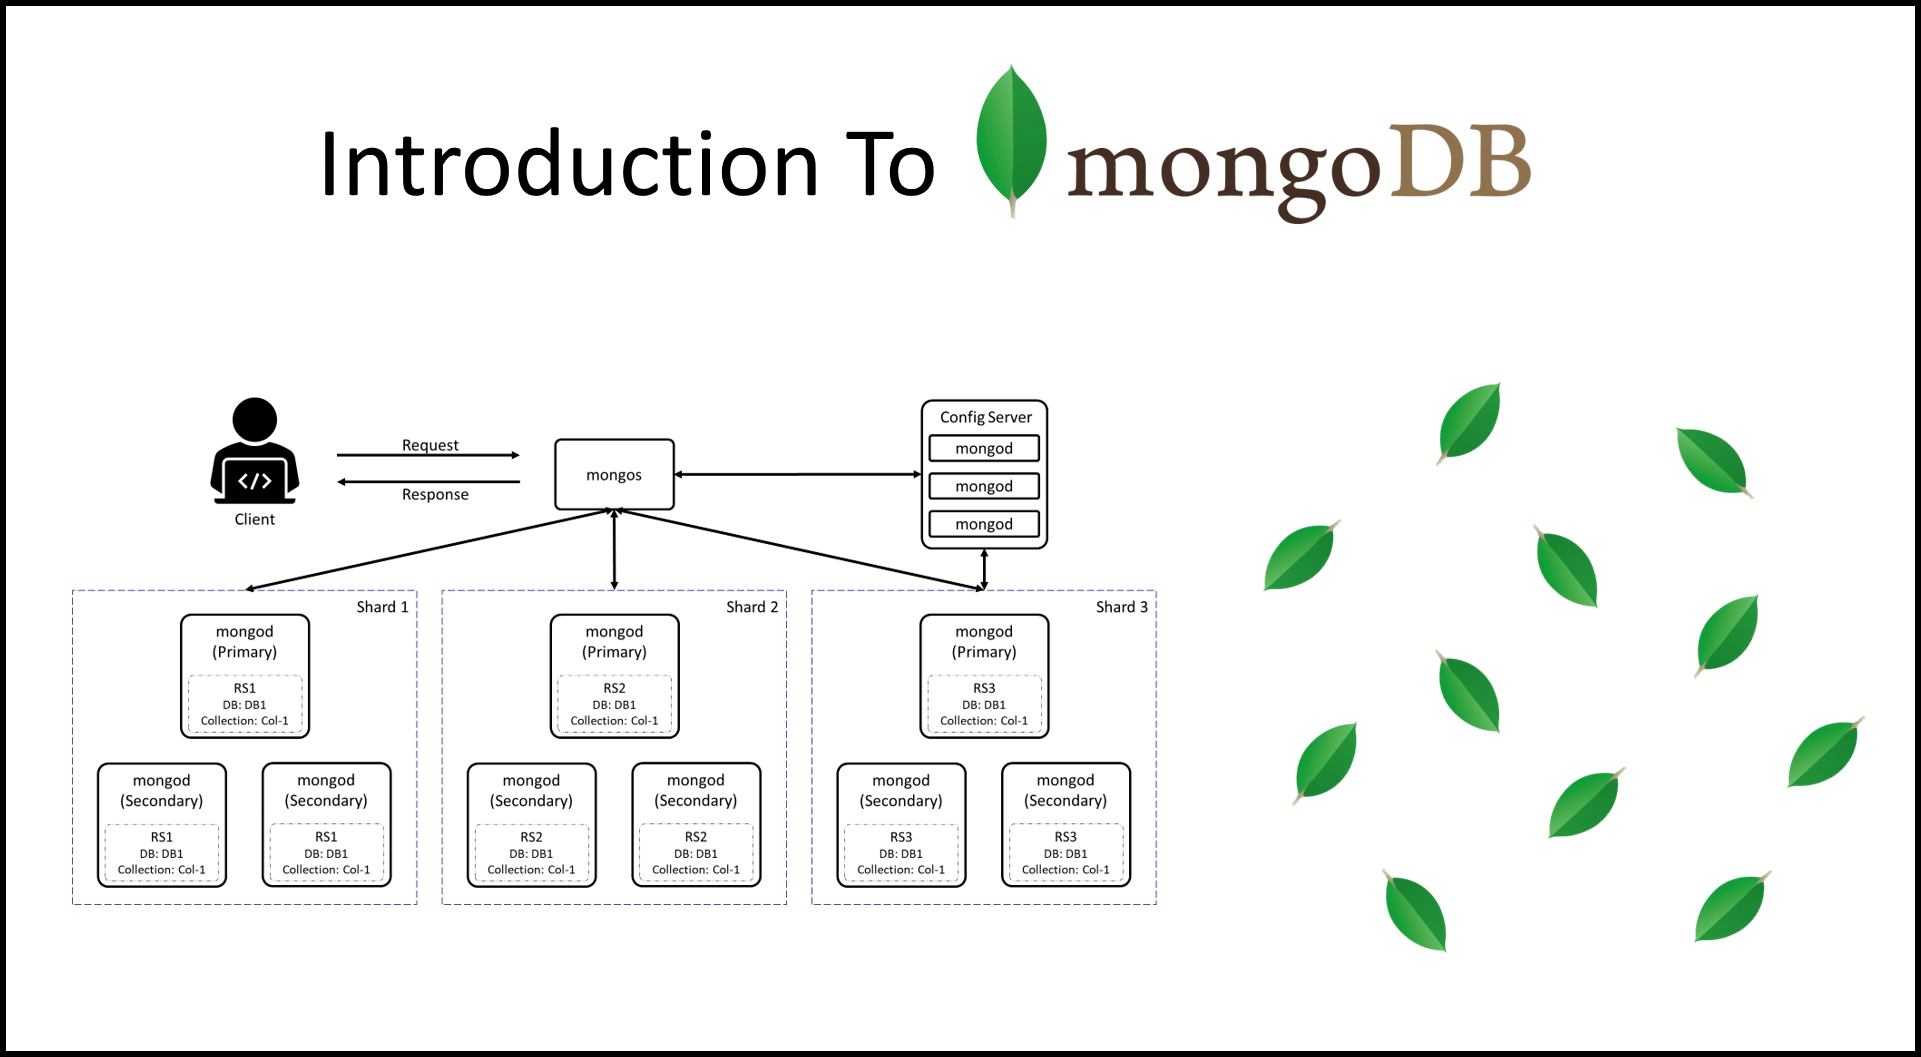 Introduction To mongoDB
Client
</>
Request
Response
mongos
Config Server
mongod
mongod
mongod
Shard 1
mongod
(Primary)
RS1
DB: DB1
Collection: Col-1
mongod
(Secondary)
RS1
DB: DB1
Collection: Col-1
mongod
(Secondary)
RS1
DB: DB1
Collection: Col-1
Shard 2
mongod
(Primary)
RS2
DB: DB1
Collection: Col-1
mongod
(Secondary)
RS2
DB: DB1
Collection: Col-1
mongod
(Secondary)
RS2
DB: DB1
Collection: Col-1
Shard 3
mongod
(Primary)
RS3
DB: DB1
Collection: Col-1
mongod
(Secondary)
RS3
DB: DB1
Collection: Col-1
mongod
(Secondary)
RS3
DB: DB1
Collection: Col-1